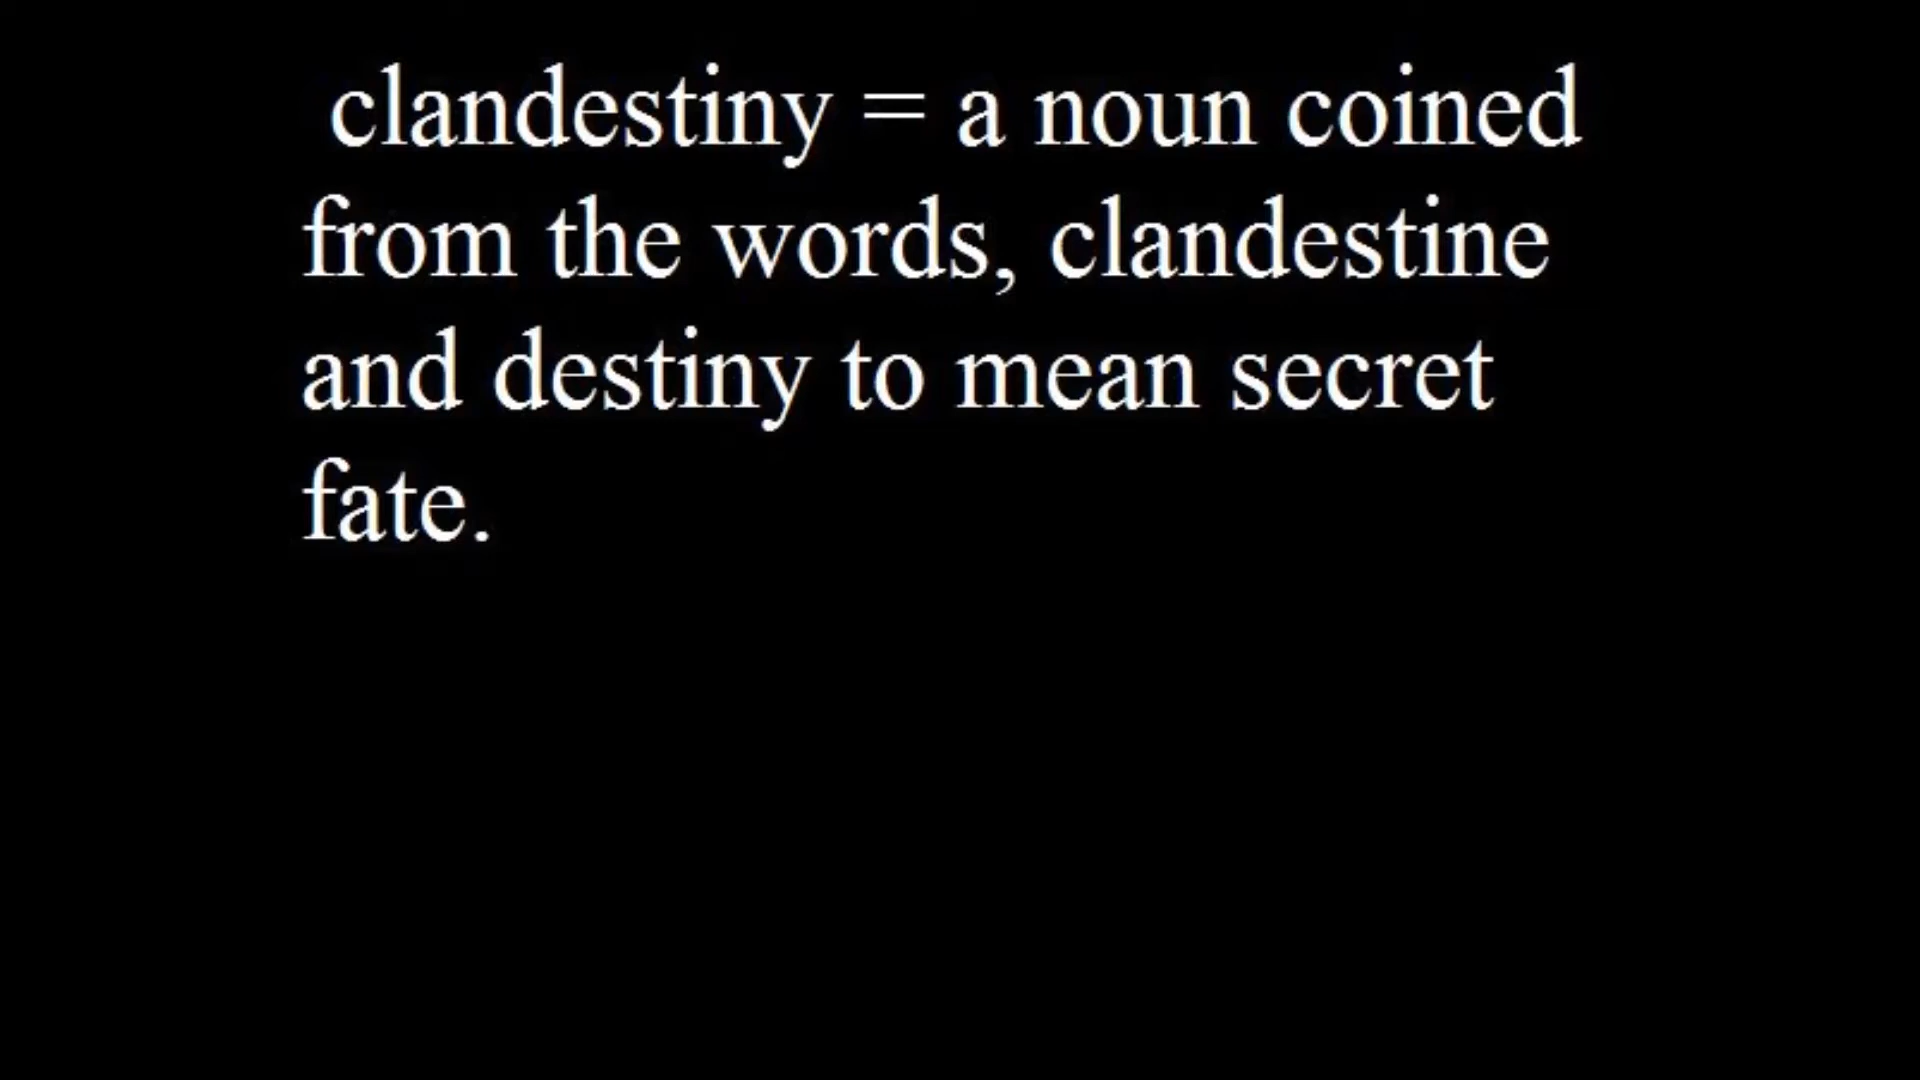 clandestiny = a noun coined
from the words, clandestine
and destiny to mean secret
fate.